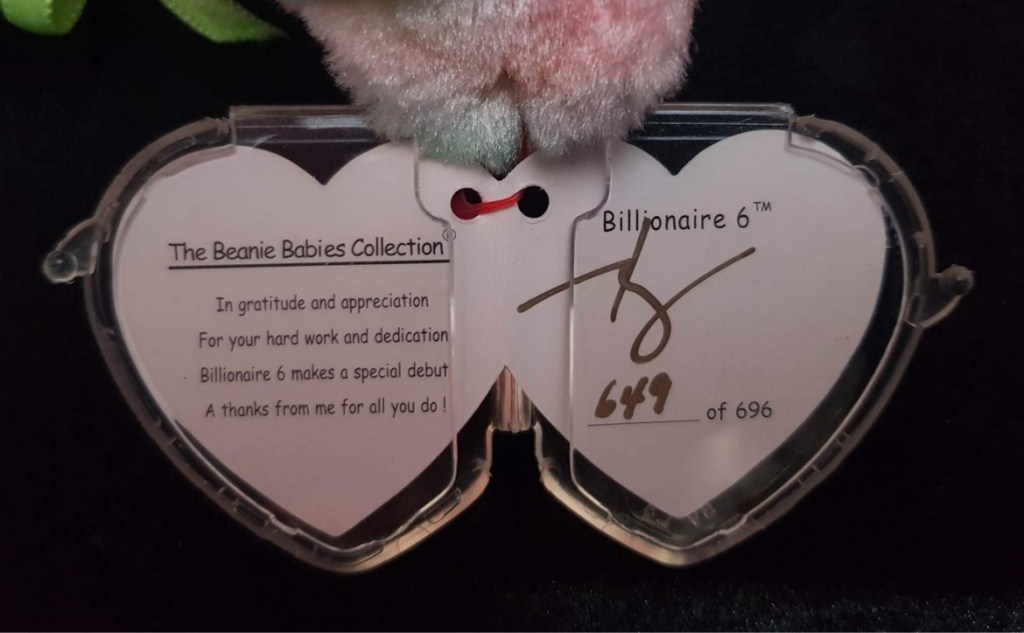 The Beanie Babies Collection®
In gratitude and appreciation
For your hard work and dedication
Billionaire 6 makes a special debut
A thanks from me for all you do !
Billionaire 6™
649 of 696